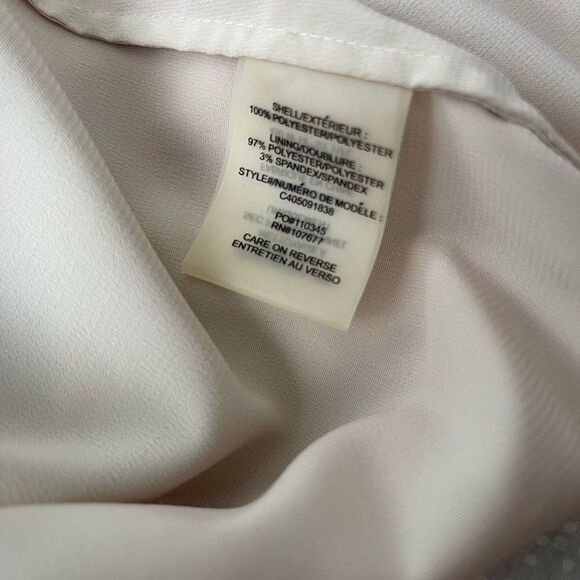 SHELL/EXTÉRIEUR :
100% POLYESTER/POLYESTER
LINING/DOUBLURE :
97% POLYESTER/POLYESTER
3% SPANDEX/SPANDEX
STYLE#/NUMÉRO DE MODÈLE :
C405091838
PO#110345
RN#107677
CARE ON REVERSE
ENTRETIEN AU VERSO